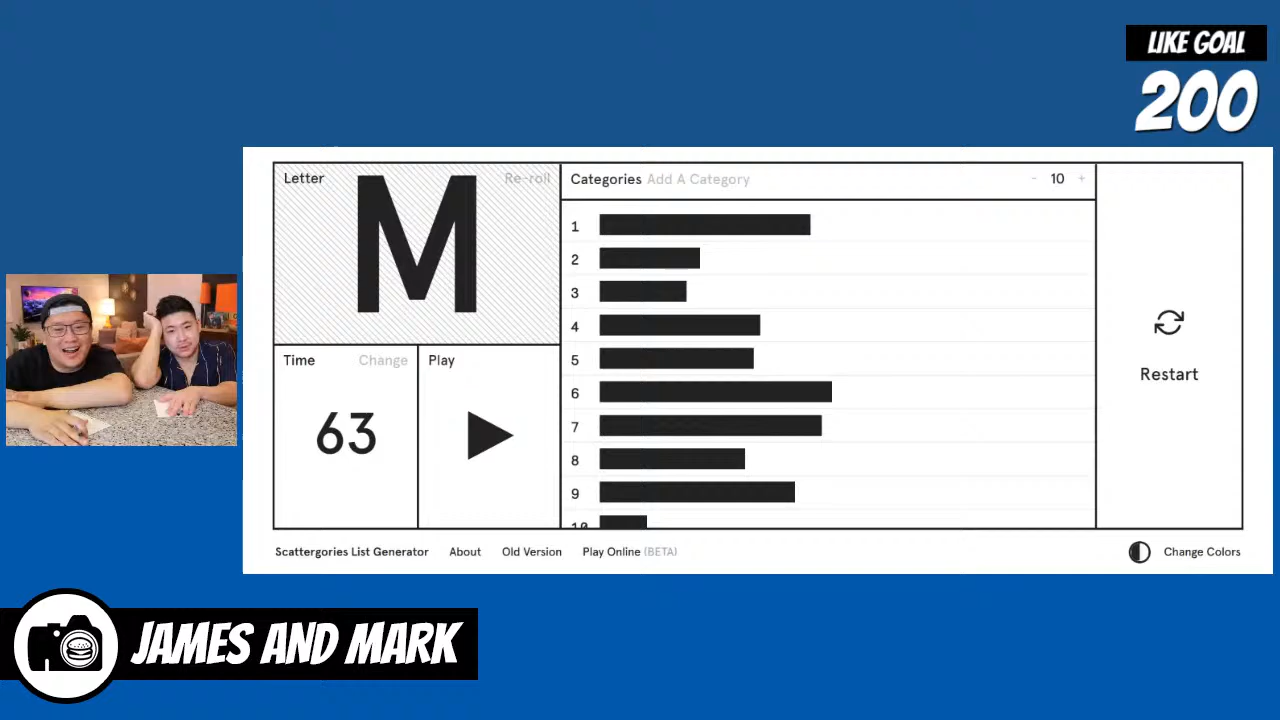 LIKE GOAL
200
Letter
Re-roll
M
Time
Change
63
Play
Categories Add A Category
- 10 +
1
2
3
4
5
6
7
8
9
10
Restart
Scattergories List Generator About Old Version Play Online (BETA)
Change Colors
JAMES AND MARK